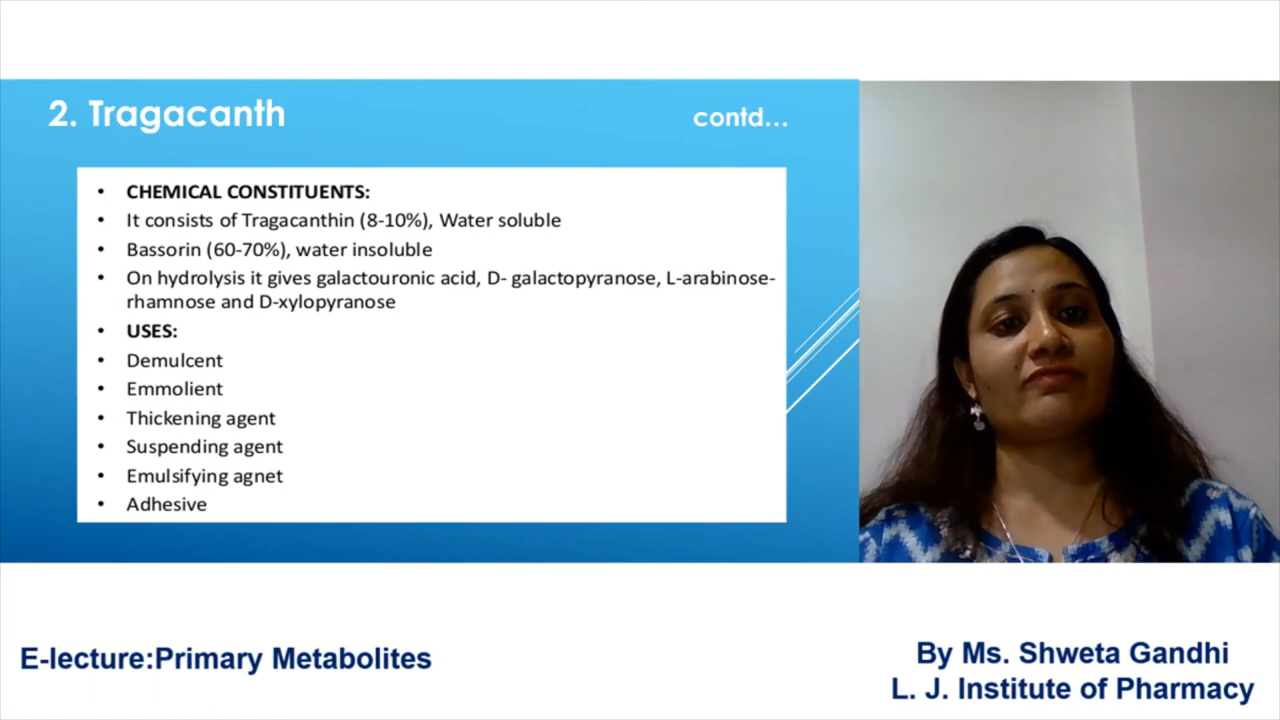 2. Tragacanth
contd...
• CHEMICAL CONSTITUENTS:
• It consists of Tragacanthin (8-10%), Water soluble
• Bassorin (60-70%), water insoluble
• On hydrolysis it gives galactouronic acid, D- galactopyranose, L-arabinose-
rhamnose and D-xylopyranose
• USES:
• Demulcent
• Emmolient
• Thickening agent
• Suspending agent
• Emulsifying agnet
• Adhesive
E-lecture:Primary Metabolites
By Ms. Shweta Gandhi
L. J. Institute of Pharmacy